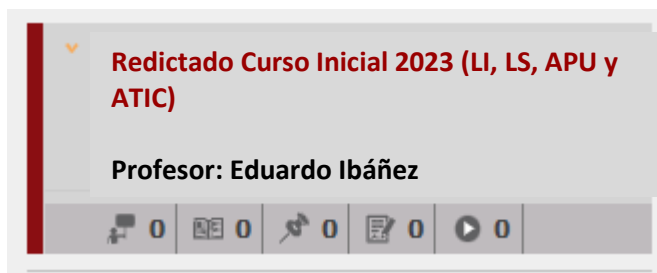 Redictado Curso Inicial 2023 (LI, LS, APU y
ATIC)
Profesor: Eduardo Ibáñez
0 0 0 0 0